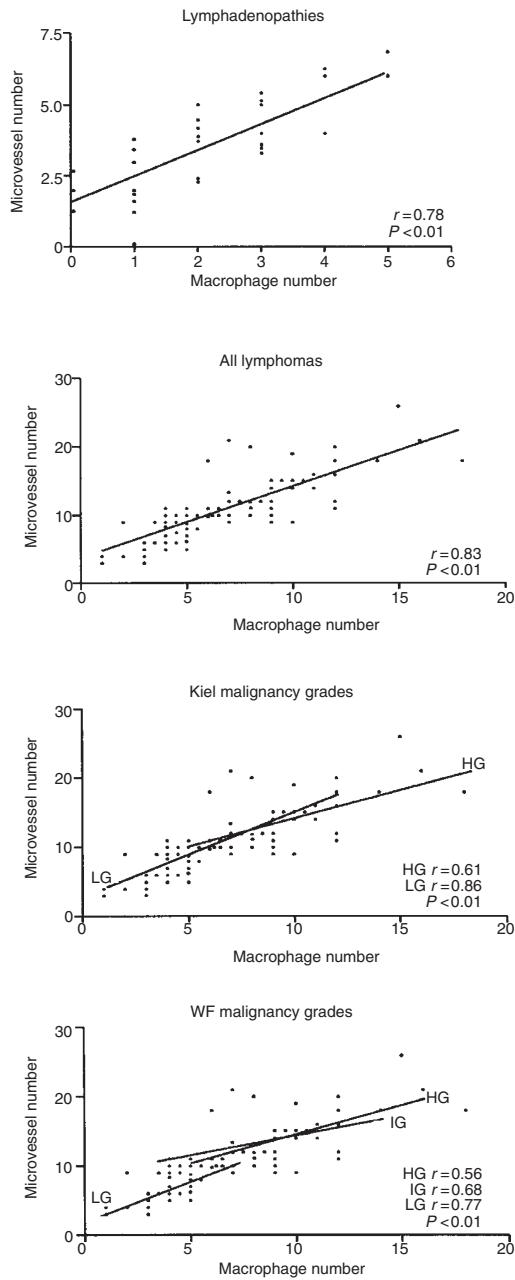 Lymphadenopathies
7.5
5.0
2.5
0
Microvessel number
r=0.78
P<0.01
0 1 2 3 4 5 6
Macrophage number
All lymphomas
30
20
10
0
Microvessel number
r=0.83
P<0.01
0 5 10 15 20
Macrophage number
Kiel malignancy grades
30
20
10
0
Microvessel number
HG
LG
HG r=0.61
LG r=0.86
P<0.01
0 5 10 15 20
Macrophage number
WF malignancy grades
30
20
10
0
Microvessel number
HG
IG
LG
HG r=0.56
IG r=0.68
LG r=0.77
P<0.01
0 5 10 15 20
Macrophage number